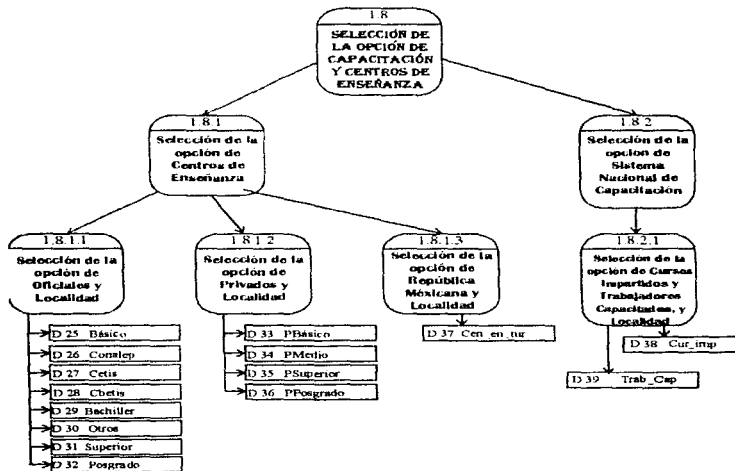 1.8
SELECCIÓN DE
LA OPCIÓN DE
CAPACITACIÓN
Y CENTROS DE
ENSEÑANZA
1.8.1
Selección de la
opción de
Centros de
Enseñanza
1.8.2
Selección de la
opción de
Sistema
Nacional de
Capacitación
1.8.1.1
Selección de la
opción de
Oficiales y
Localidad
1.8.1.2
Selección de la
opción de
Privados y
Localidad
1.8.1.3
Selección de la
opción de
República
Méxicana y
Localidad
1.8.2.1
Selección de la
opción de Cursos
Impartidos y
Trabajadores
Capacitados, y
Localidad
D 25 Básico
D 26 Conalep
D 27 Cetis
D 28 Cbetis
D 29 Bachiller
D 30 Otros
D 31 Superior
D 32 Posgrado
D 33 PBásico
D 34 PMedio
D 35 PSuperior
D 36 PPosgrado
D 37 Cen_en_tur
D 38 Cur_imp
D 39 Trab_Cap